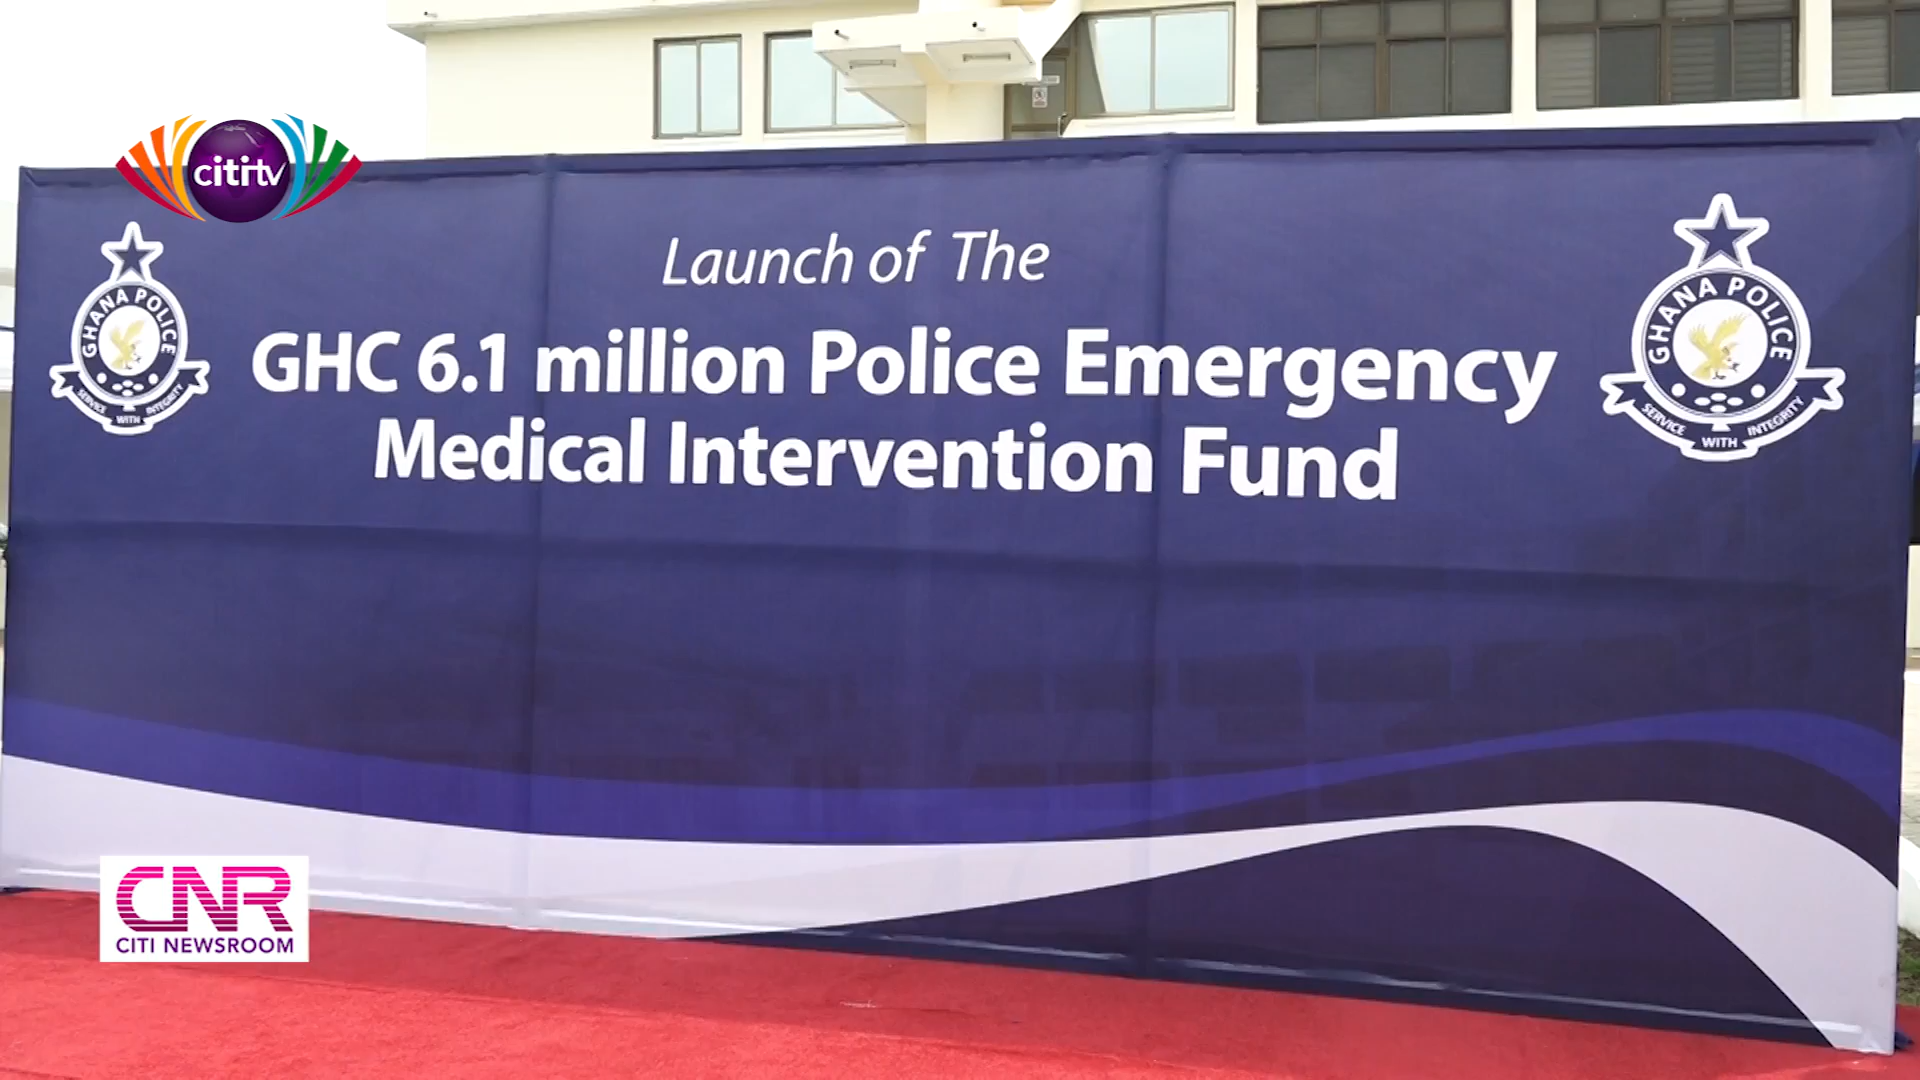 citi tv
Launch of The
GHC 6.1 million Police Emergency
Medical Intervention Fund
GHANA POLICE
SERVICE WITH INTEGRITY
GHANA POLICE
SERVICE WITH INTEGRITY
CNR
CITI NEWSROOM